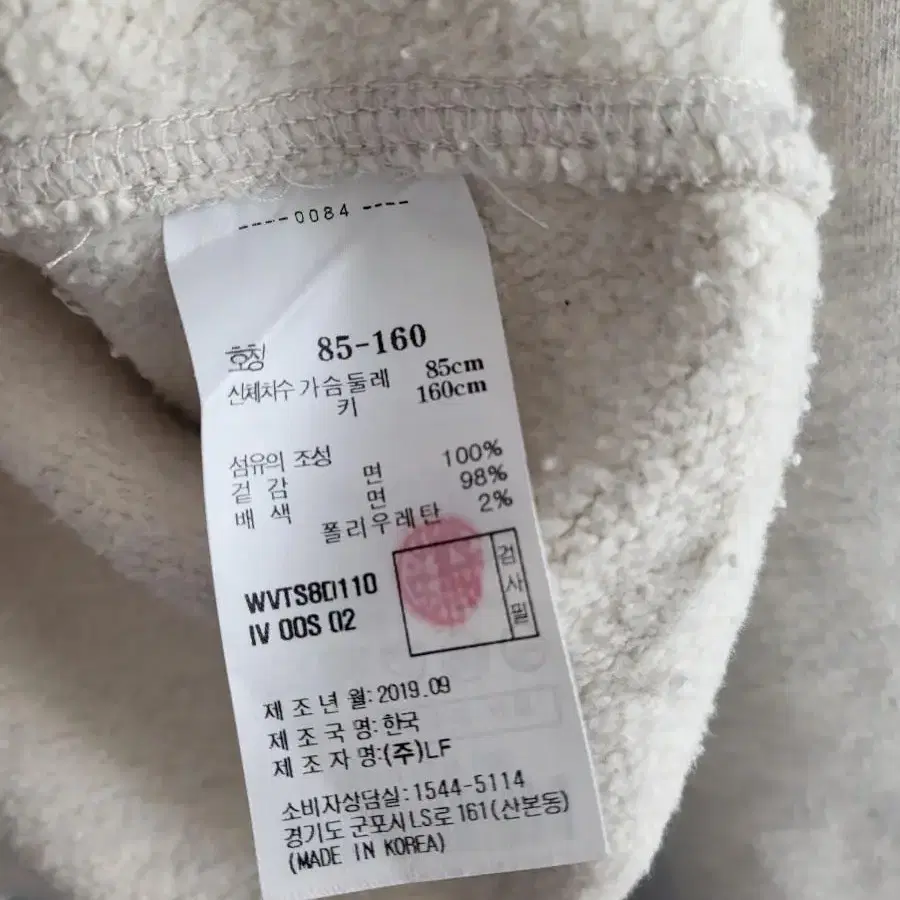 ----0084 ----
호칭 85-160
신체치수 가슴둘레 85cm
키 160cm
섬유의 조성
겉 감 면 100%
배 색 면 98%
폴리우레탄 2%
검사필
WVTS8D110
IV 00S 02
제 조 년 월: 2019.09
제 조 국 명: 한국
제 조 자 명:(주)LF
소비자상담실: 1544-5114
경기도 군포시 LS로 161(산본동)
(MADE IN KOREA)